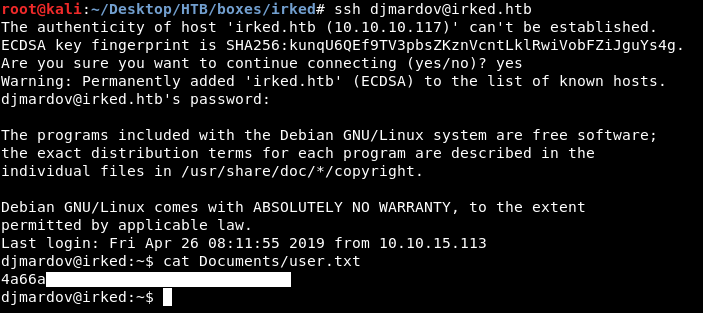 root@kali:~/Desktop/HTB/boxes/irked# ssh djmardov@irked.htb
The authenticity of host 'irked.htb (10.10.10.117)' can't be established.
ECDSA key fingerprint is SHA256:kunqU6QEf9TV3pbsZKznVcntLklRwiVobFZiJguYs4g.
Are you sure you want to continue connecting (yes/no)? yes
Warning: Permanently added 'irked.htb' (ECDSA) to the list of known hosts.
djmardov@irked.htb's password:
The programs included with the Debian GNU/Linux system are free software;
the exact distribution terms for each program are described in the
individual files in /usr/share/doc/*/copyright.
Debian GNU/Linux comes with ABSOLUTELY NO WARRANTY, to the extent
permitted by applicable law.
Last login: Fri Apr 26 08:11:55 2019 from 10.10.15.113
djmardov@irked:~$ cat Documents/user.txt
4a66a
djmardov@irked:~$